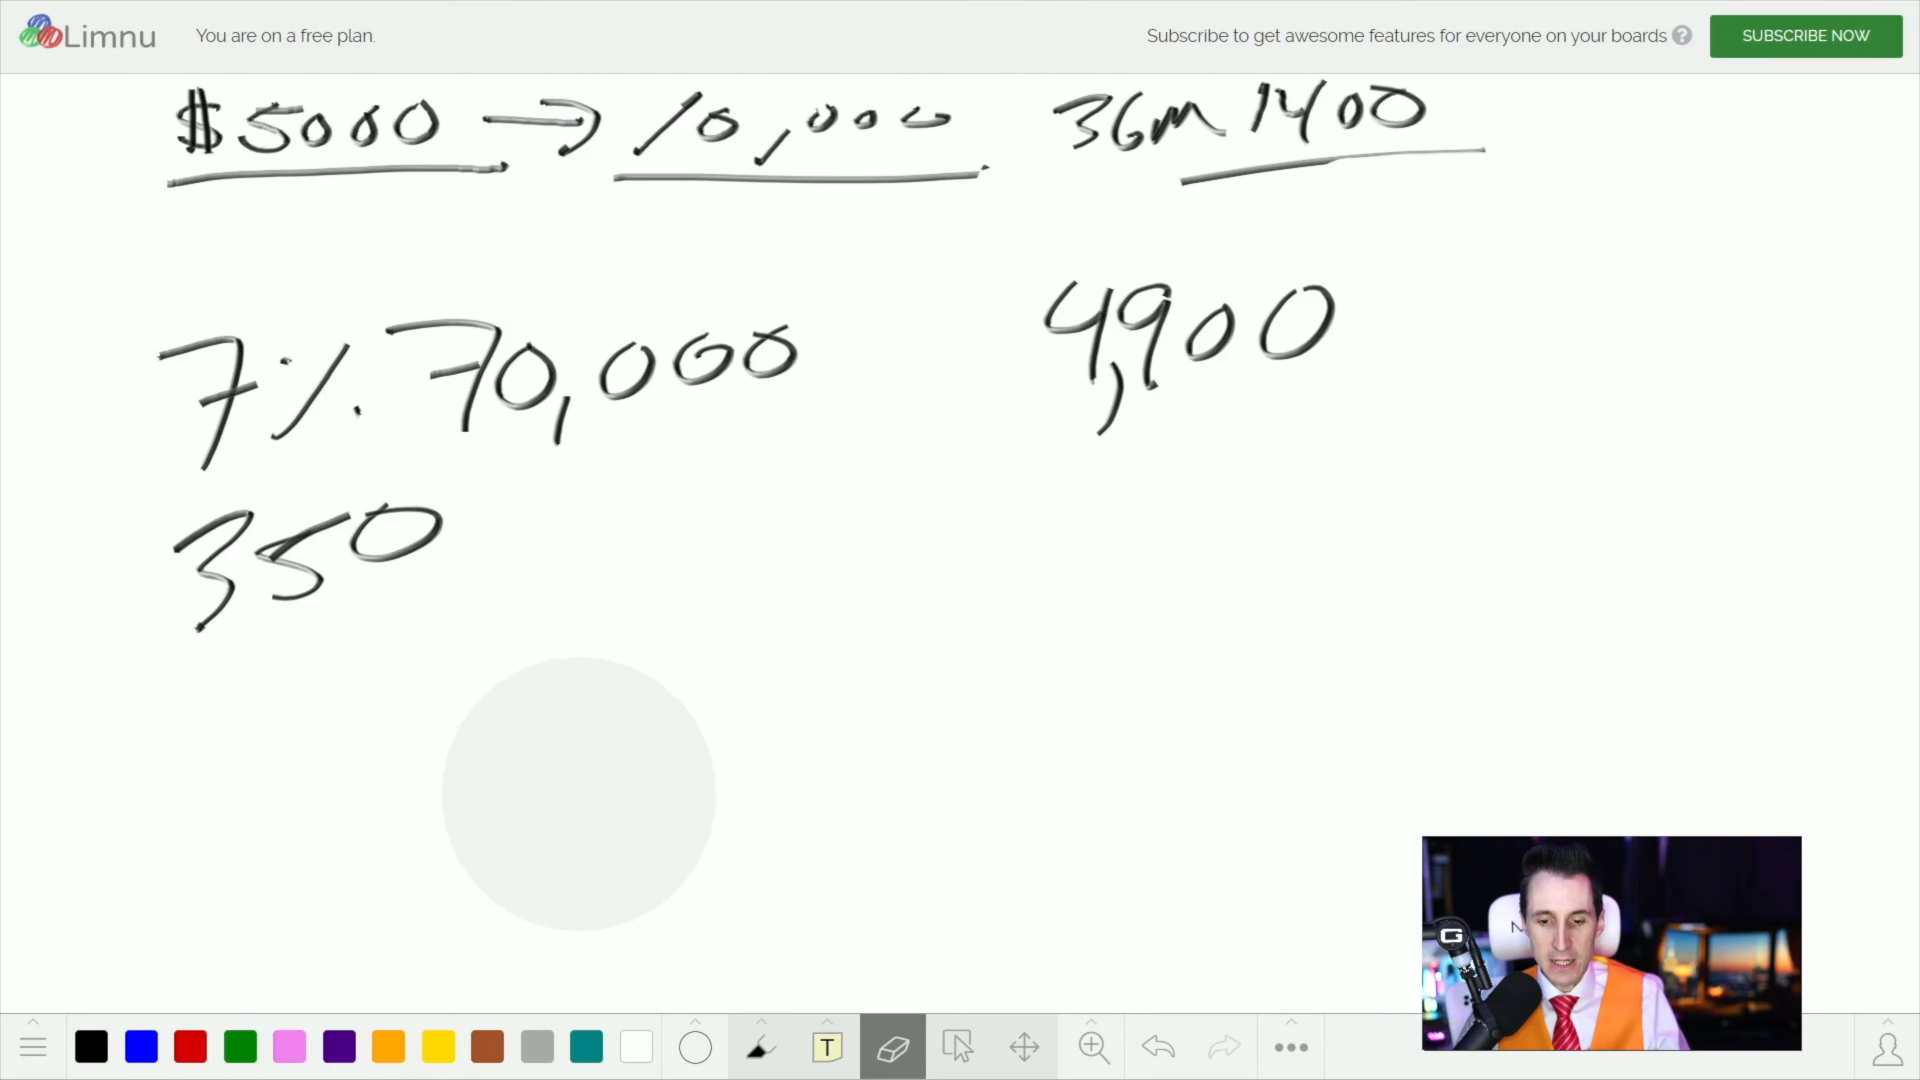 Limnu You are on a free plan. Subscribe to get awesome features for everyone on your boards ? SUBSCRIBE NOW
$5000 → 10,000 36m 1400
7% 70,000 4,900
350
T
G